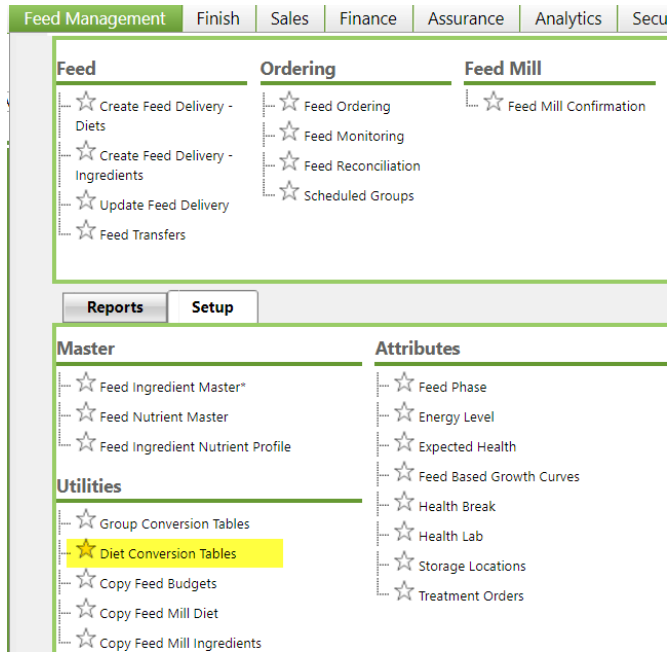 Feed Management Finish Sales Finance Assurance Analytics Secu
Feed
Create Feed Delivery -
Diets
Create Feed Delivery -
Ingredients
Update Feed Delivery
Feed Transfers
Ordering
Feed Ordering
Feed Monitoring
Feed Reconciliation
Scheduled Groups
Feed Mill
Feed Mill Confirmation
Reports Setup
Master
Feed Ingredient Master*
Feed Nutrient Master
Feed Ingredient Nutrient Profile
Utilities
Group Conversion Tables
Diet Conversion Tables
Copy Feed Budgets
Copy Feed Mill Diet
Copy Feed Mill Ingredients
Attributes
Feed Phase
Energy Level
Expected Health
Feed Based Growth Curves
Health Break
Health Lab
Storage Locations
Treatment Orders